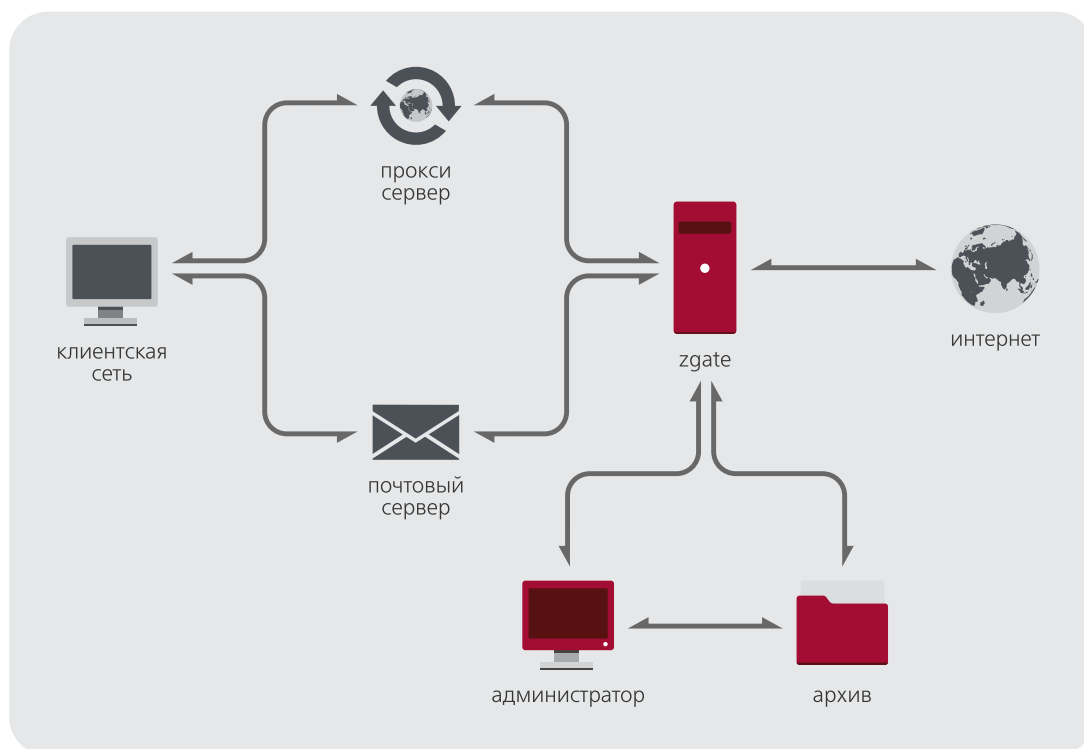 прокси
сервер
клиентская
сеть
zgate
интернет
почтовый
сервер
администратор
архив